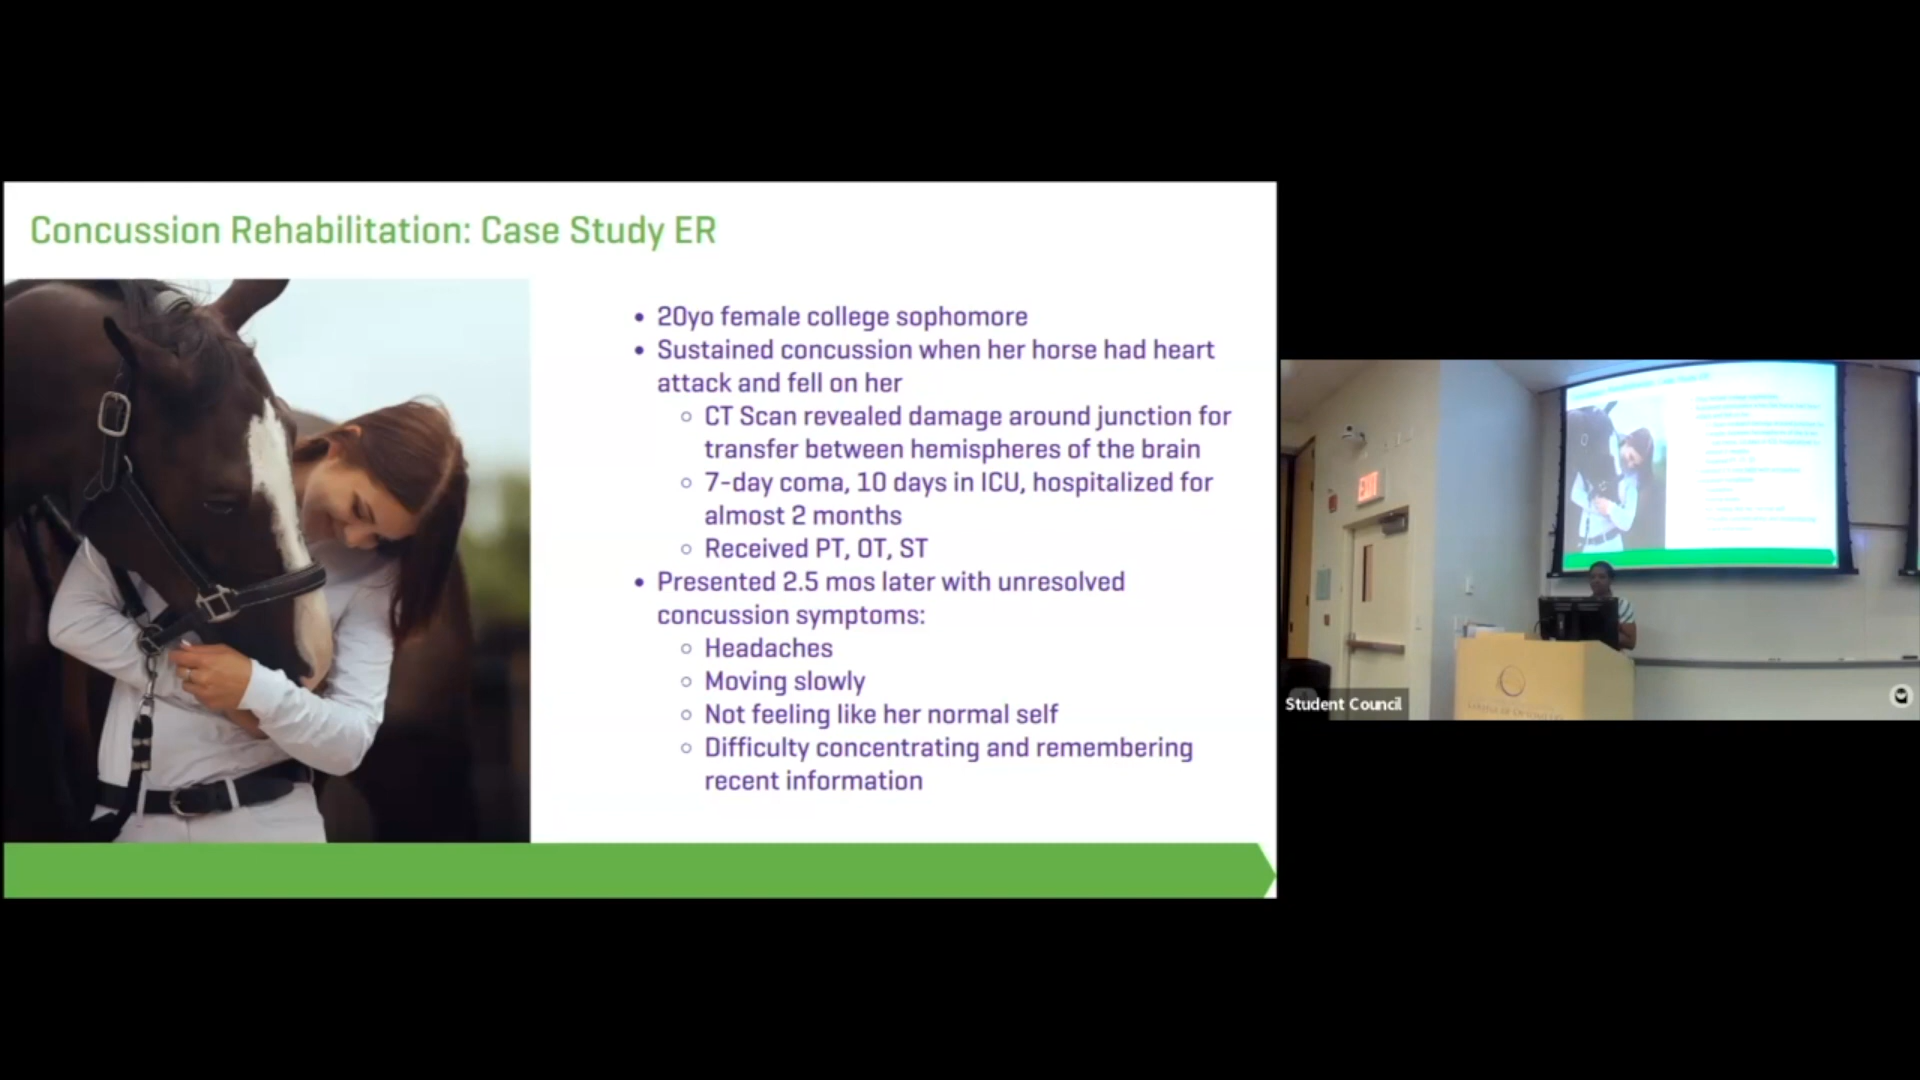 Concussion Rehabilitation: Case Study ER
• 20yo female college sophomore
• Sustained concussion when her horse had heart
attack and fell on her
○ CT Scan revealed damage around junction for
transfer between hemispheres of the brain
○ 7-day coma, 10 days in ICU, hospitalized for
almost 2 months
○ Received PT, OT, ST
• Presented 2.5 mos later with unresolved
concussion symptoms:
○ Headaches
○ Moving slowly
○ Not feeling like her normal self
○ Difficulty concentrating and remembering
recent information
EXIT
Student Council